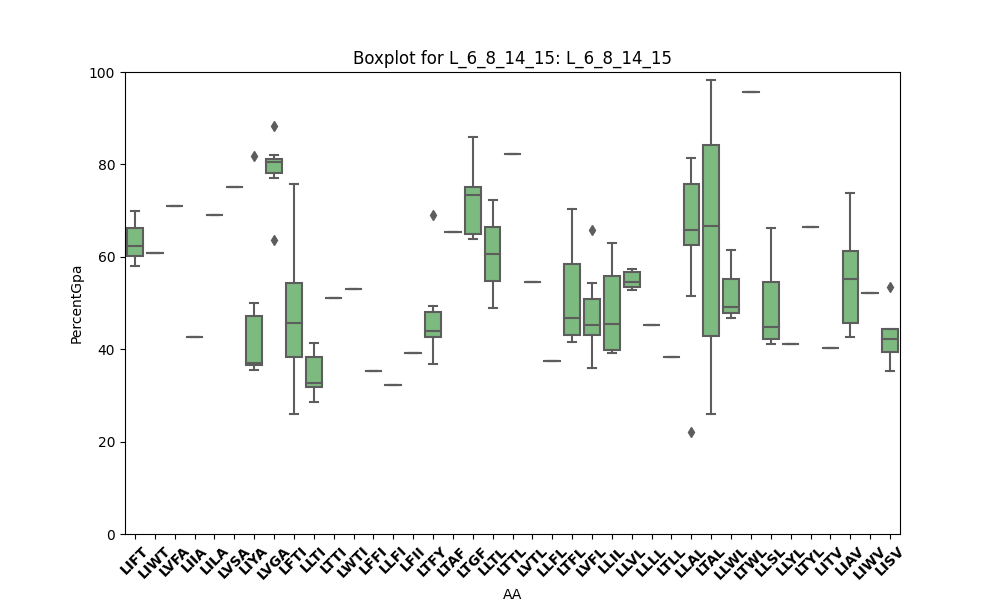 Boxplot for L_6_8_14_15: L_6_8_14_15
100
80
60
40
20
0
PercentGpa
LIFT LIWT LVFA LIIA LILA LVSA LIYA LVGA LFTI LLTI LTTI LWTI LFFI LLFI LFII LTFY LTAF LTGF LLTL LTTL LVTL LLFL LTFL LVFL LLIL LLVL LLLL LTLL LLAL LTAL LLWL LTWL LLSL LLYL LTYL LITV LIAV LIWV LISV
AA